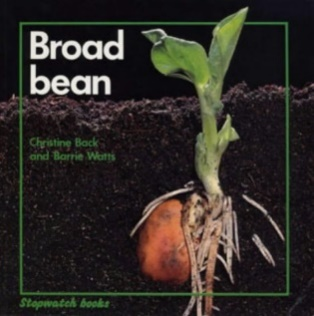 Broad
bean
Christine Back
and Barrie Watts
Stopwatch books